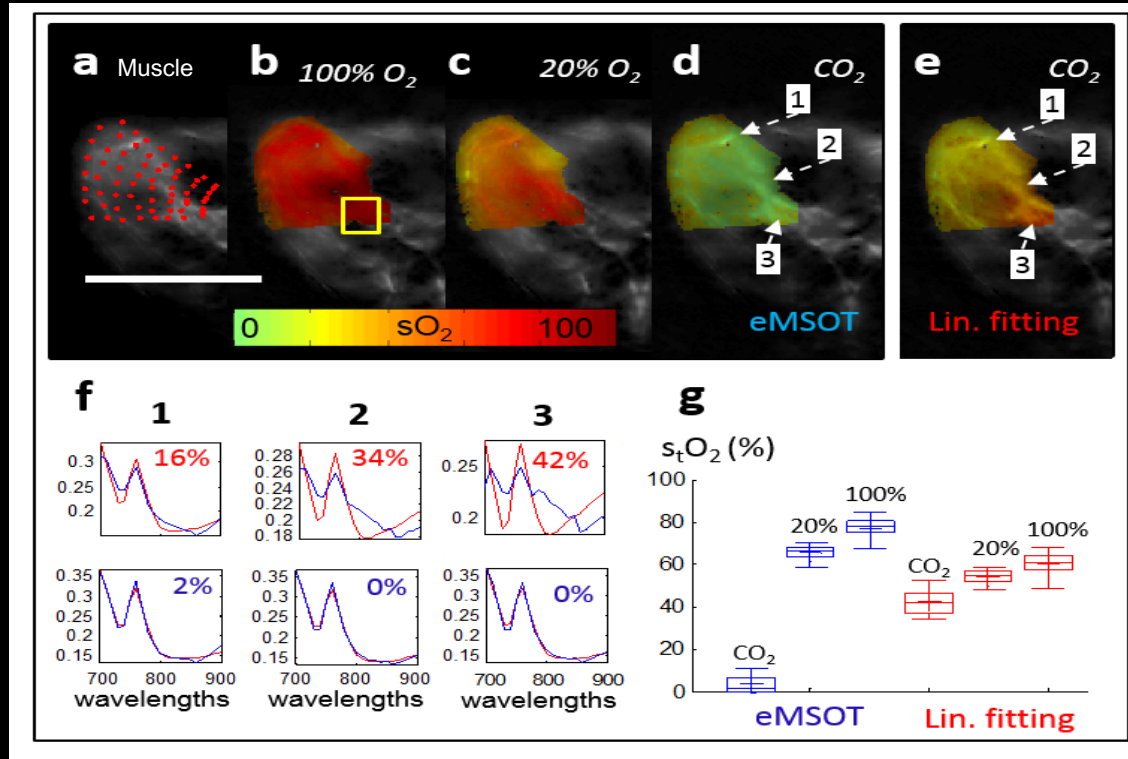 a Muscle
b 100% O₂
c 20% O₂
d CO₂
e CO₂
1
2
3
1
2
3
0 sO₂ 100
eMSOT
Lin. fitting
f
1 2 3
16%
0.3
0.2
34%
0.28
0.26
0.24
0.22
0.2
0.18
42%
0.25
0.2
2%
0.35
0.3
0.25
0.2
0.15
700 800 900
wavelengths
0%
0.35
0.3
0.25
0.2
0.15
700 800 900
wavelengths
0%
0.35
0.3
0.25
0.2
0.15
700 800 900
wavelengths
g
sₜO₂ (%)
100
80
60
40
20
0
CO₂
20%
100%
CO₂
20%
100%
eMSOT
Lin. fitting